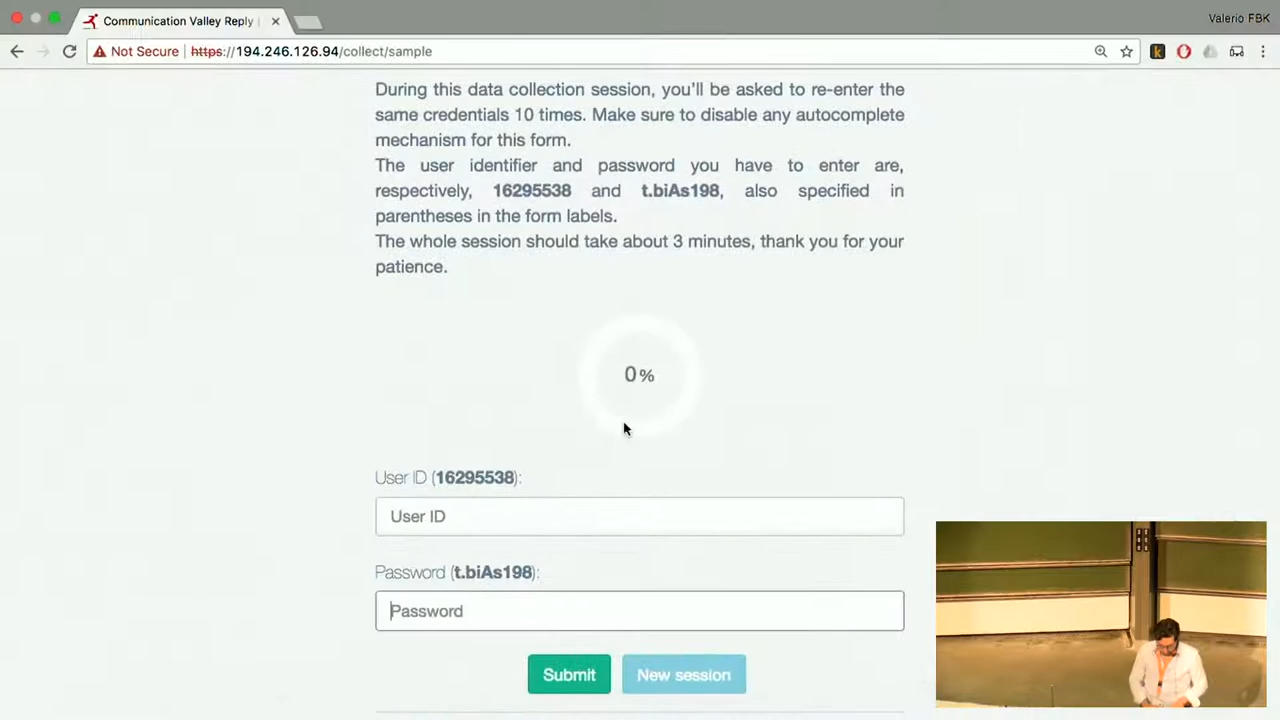 Communication Valley Reply
Valerio FBK
Not Secure | https://194.246.126.94/collect/sample
During this data collection session, you'll be asked to re-enter the
same credentials 10 times. Make sure to disable any autocomplete
mechanism for this form.
The user identifier and password you have to enter are,
respectively, 16295538 and t.biAs198, also specified in
parentheses in the form labels.
The whole session should take about 3 minutes, thank you for your
patience.
0%
User ID (16295538):
User ID
Password (t.biAs198):
Password
Submit
New session